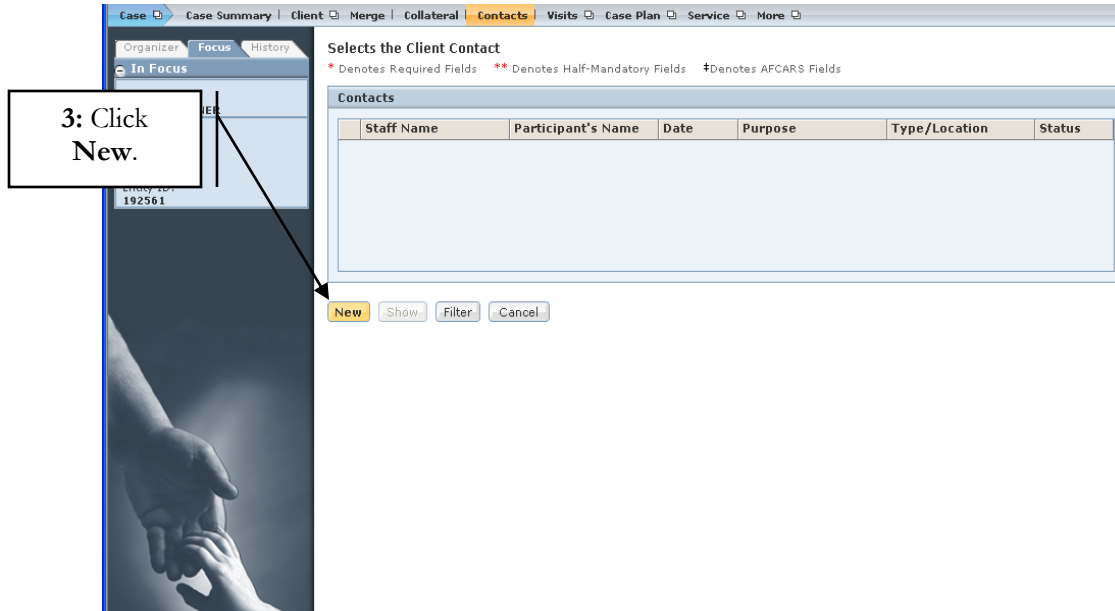 Case Case Summary | Client Merge | Collateral | Contacts | Visits Case Plan Service More
Organizer Focus History
In Focus
3: Click
New.
192561
Selects the Client Contact
* Denotes Required Fields ** Denotes Half-Mandatory Fields ‡Denotes AFCARS Fields
Contacts
Staff Name Participant's Name Date Purpose Type/Location Status
New Show Filter Cancel